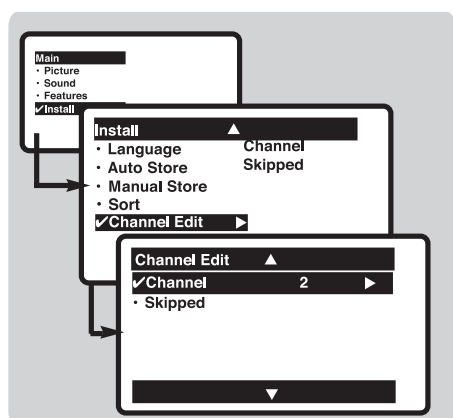 Main
· Picture
· Sound
· Features
✔Install
Install ▲
· Language Channel
· Auto Store Skipped
· Manual Store
· Sort
✔Channel Edit ▶
Channel Edit ▲
✔Channel 2 ▶
· Skipped
▼